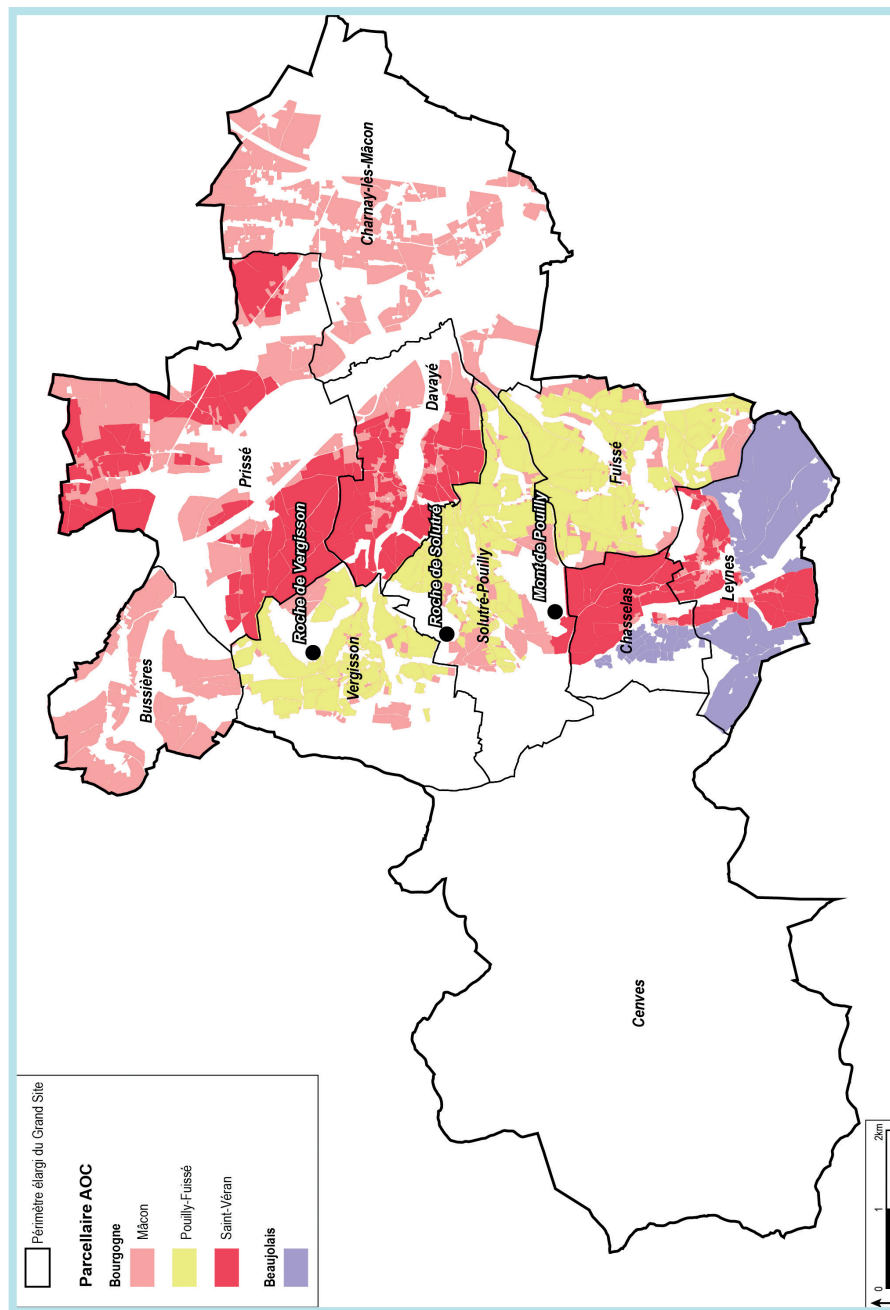 Périmètre élargi du Grand Site
Parcellaire AOC
Bourgogne
Mâcon
Pouilly-Fuissé
Saint-Véran
Beaujolais
Bussières
Prissé
Charnay-lès-Mâcon
Roche de Vergisson
Vergisson
Davayé
Roche de Solutré
Solutré-Pouilly
Mont de Pouilly
Fuissé
Chasselas
Leynes
Cenves
0 1 2km